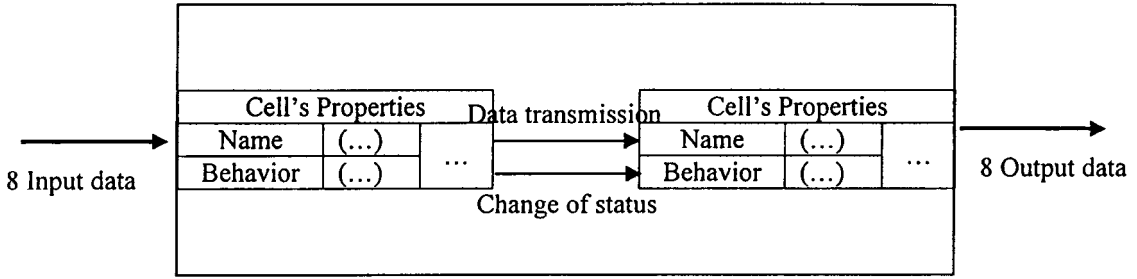 Cell's Properties
Name (...) ...
Behavior (...)
Data transmission
Change of status
Cell's Properties
Name (...) ...
Behavior (...)
8 Input data
8 Output data